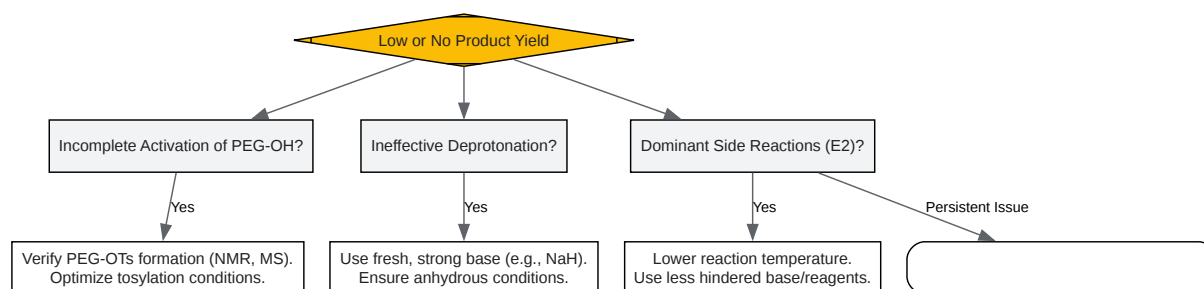 Low or No Product Yield
Incomplete Activation of PEG-OH?
Ineffective Deprotonation?
Dominant Side Reactions (E2)?
Yes
Yes
Yes
Persistent Issue
Verify PEG-OTs formation (NMR, MS).
Optimize tosylation conditions.
Use fresh, strong base (e.g., NaH).
Ensure anhydrous conditions.
Lower reaction temperature.
Use less hindered base/reagents.